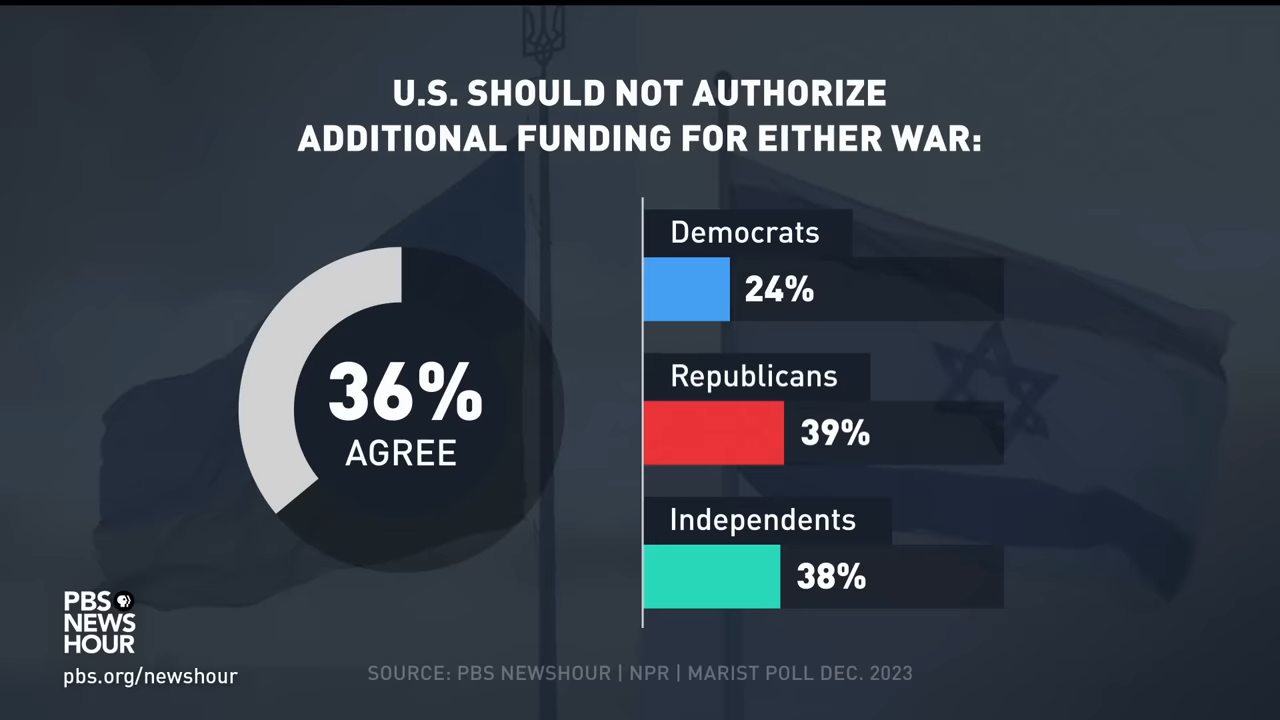 U.S. SHOULD NOT AUTHORIZE
ADDITIONAL FUNDING FOR EITHER WAR:
36%
AGREE
Democrats
24%
Republicans
39%
Independents
38%
PBS
NEWS
HOUR
pbs.org/newshour
SOURCE: PBS NEWSHOUR | NPR | MARIST POLL DEC. 2023